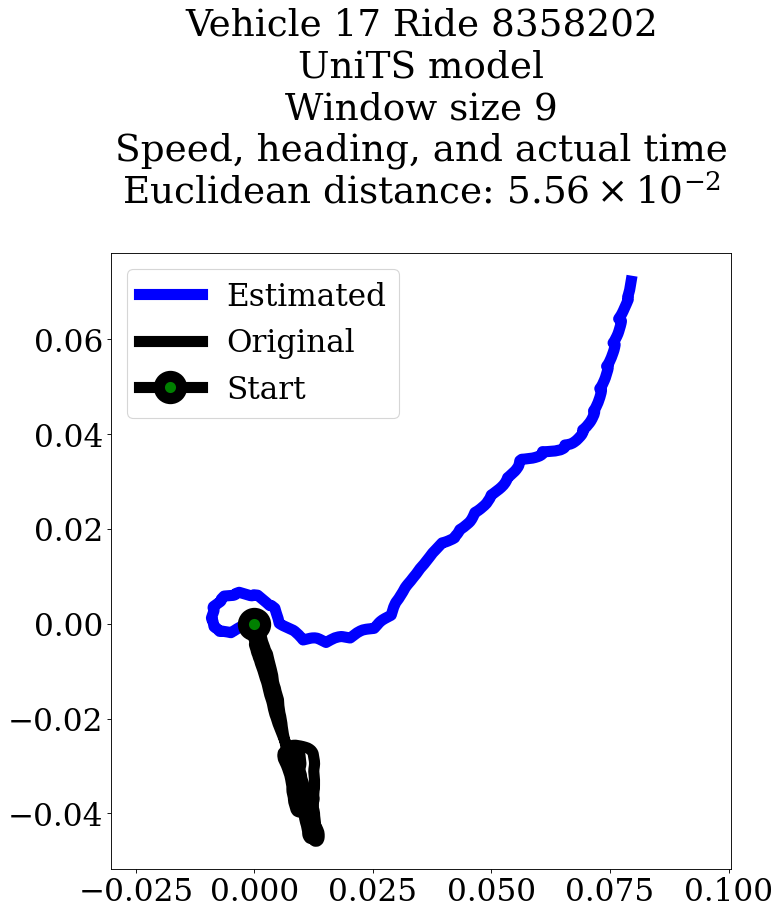 Vehicle 17 Ride 8358202
UniTS model
Window size 9
Speed, heading, and actual time
Euclidean distance: 5.56 × 10⁻²
Estimated
Original
Start
0.06
0.04
0.02
0.00
−0.02
−0.04
−0.025 0.000 0.025 0.050 0.075 0.100